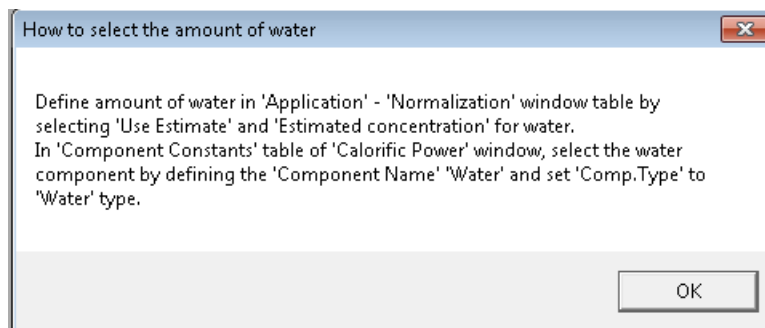 How to select the amount of water
Define amount of water in 'Application' - 'Normalization' window table by
selecting 'Use Estimate' and 'Estimated concentration' for water.
In 'Component Constants' table of 'Calorific Power' window, select the water
component by defining the 'Component Name' 'Water' and set 'Comp.Type' to
'Water' type.
OK